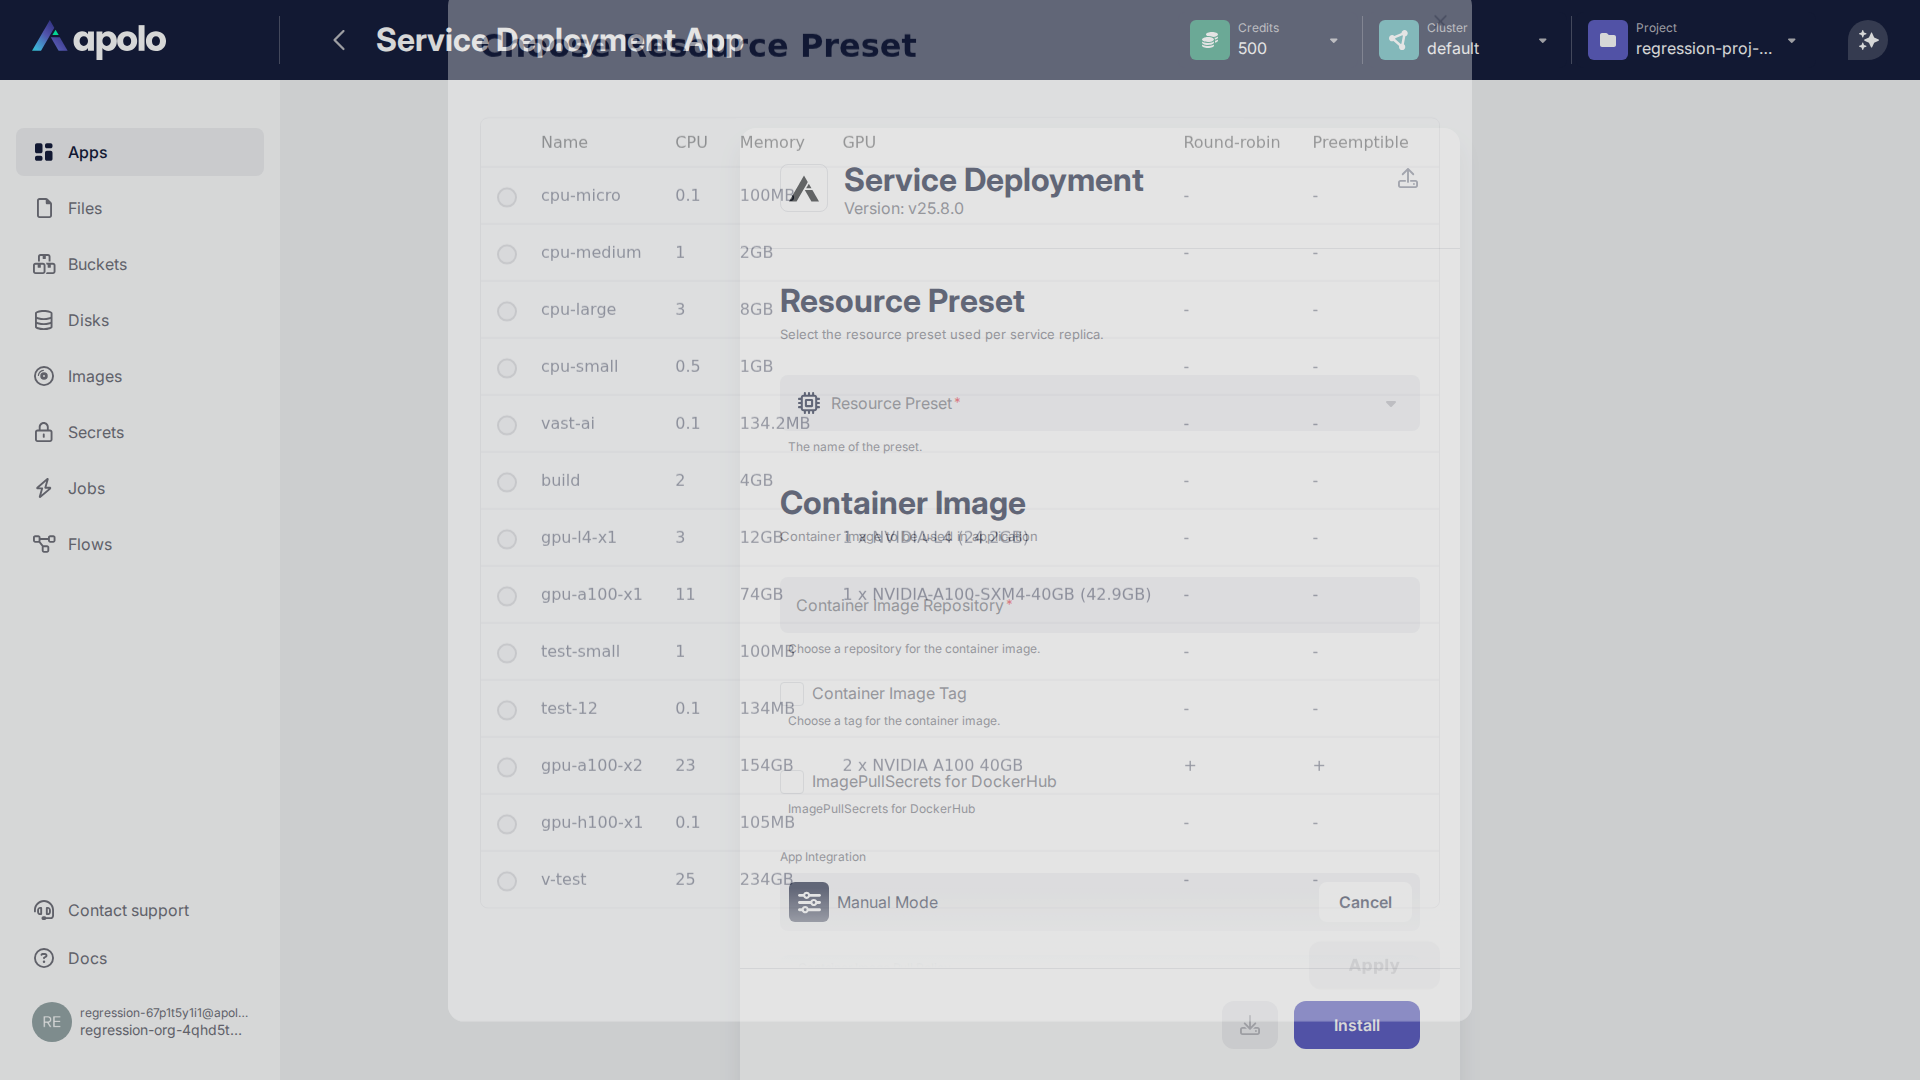 apolo
Service Deployment App
Choose Resource Preset
Credits
500
Cluster
default
Project
regression-proj-...
Apps
Files
Buckets
Disks
Images
Secrets
Jobs
Flows
Contact support
Docs
RE
regression-67p1t5y1i1@apol...
regression-org-4qhd5t...
Name CPU Memory GPU Round-robin Preemptible
cpu-micro 0.1 100MB - -
cpu-medium 1 2GB - -
cpu-large 3 8GB - -
cpu-small 0.5 1GB - -
vast-ai 0.1 134.2MB - -
build 2 4GB - -
gpu-l4-x1 3 12GB 1 x NVIDIA-L4 (24.2GB) - -
gpu-a100-x1 11 74GB 1 x NVIDIA-A100-SXM4-40GB (42.9GB) - -
test-small 1 100MB - -
test-12 0.1 134MB - -
gpu-a100-x2 23 154GB 2 x NVIDIA A100 40GB + +
gpu-h100-x1 0.1 105MB - -
v-test 25 234GB - -
Apply
Service Deployment
Version: v25.8.0
Resource Preset
Select the resource preset used per service replica.
Resource Preset*
The name of the preset.
Container Image
Container Image to be used in application
Container Image Repository*
Choose a repository for the container image.
Container Image Tag
Choose a tag for the container image.
ImagePullSecrets for DockerHub
ImagePullSecrets for DockerHub
App Integration
Manual Mode
Cancel
Install